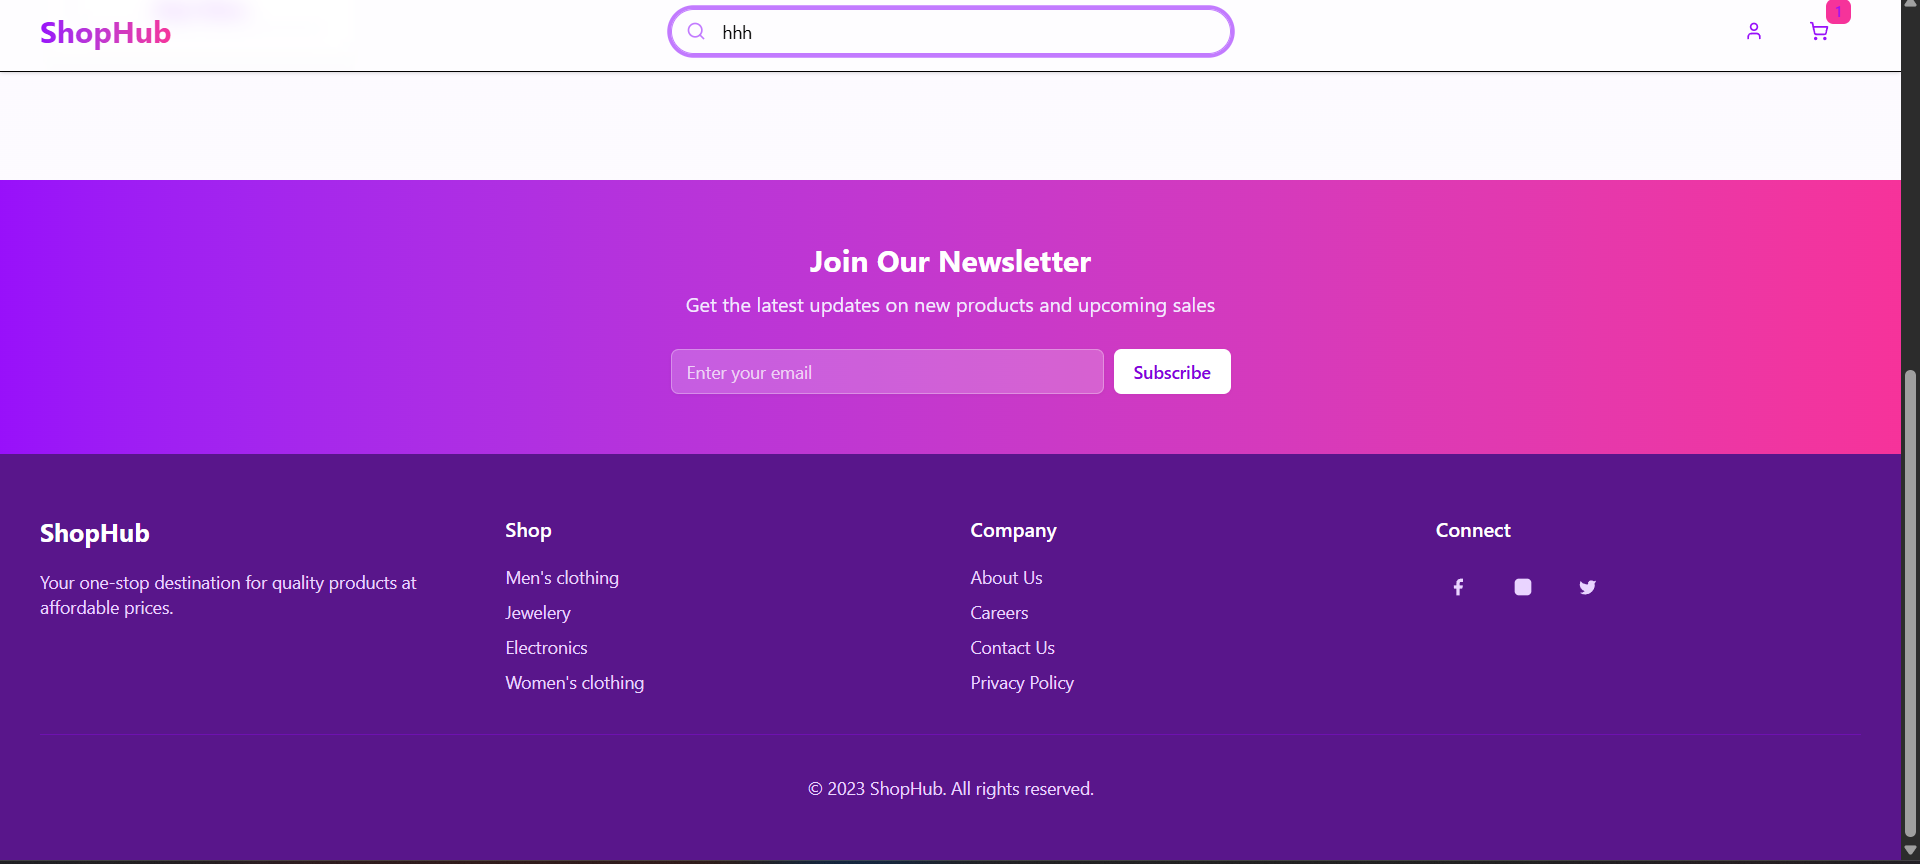 ShopHub
hhh
1
Join Our Newsletter
Get the latest updates on new products and upcoming sales
Enter your email
Subscribe
ShopHub
Your one-stop destination for quality products at
affordable prices.
Shop
Men's clothing
Jewelery
Electronics
Women's clothing
Company
About Us
Careers
Contact Us
Privacy Policy
Connect
© 2023 ShopHub. All rights reserved.